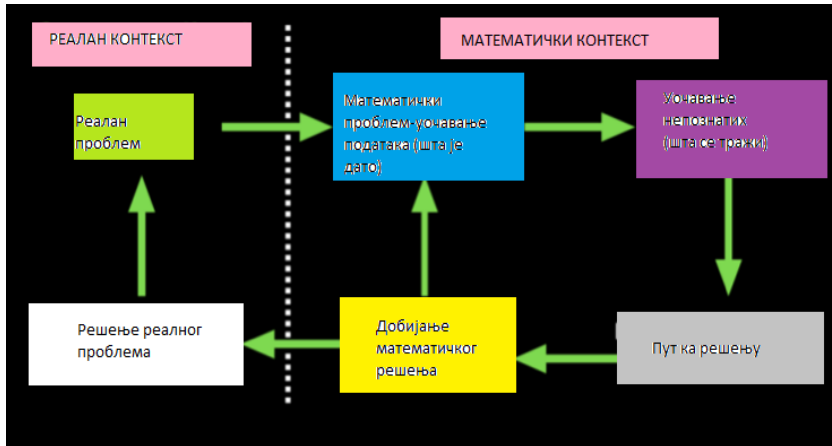 РЕАЛАН КОНТЕКСТ
МАТЕМАТИЧКИ КОНТЕКСТ
Реалан
проблем
Математички
проблем-уочавање
података (шта је
дато)
Уочавање
непознатих
(шта се тражи)
Решење реалног
проблема
Добијање
математичког
решења
Пут ка решењу